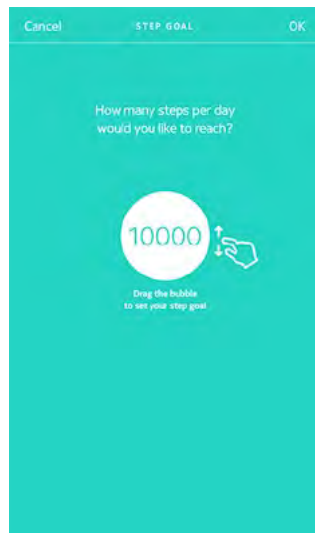 Cancel STEP GOAL OK
How many steps per day
would you like to reach?
10000
Drag the bubble
to set your step goal